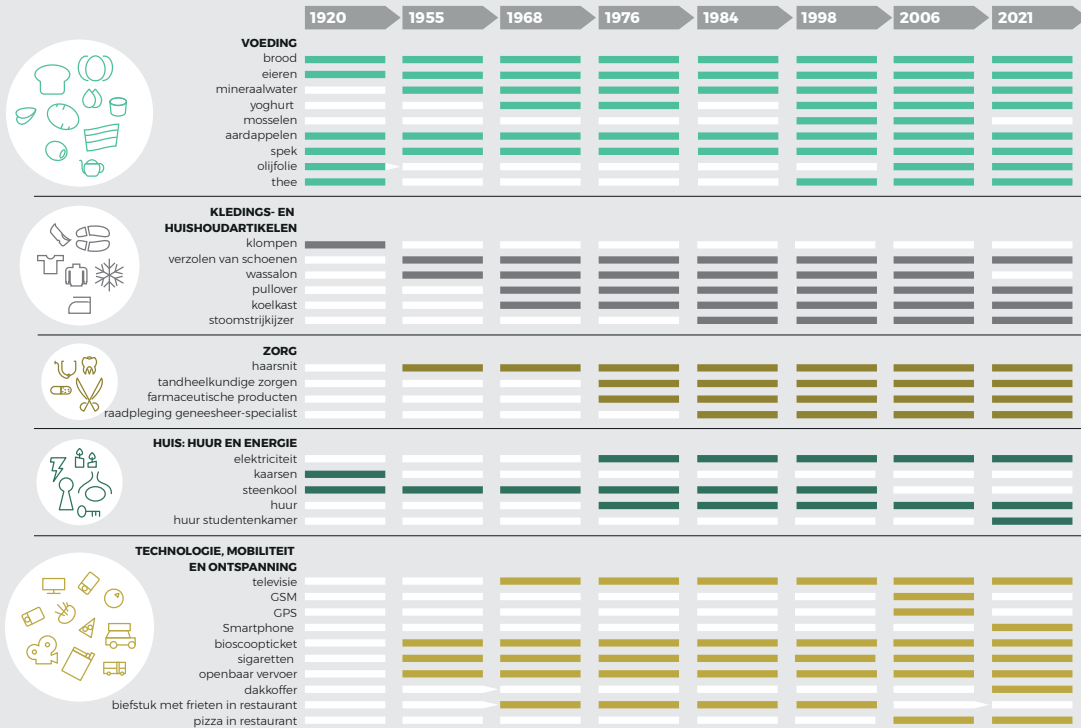 1920 1955 1968 1976 1984 1998 2006 2021
VOEDING
brood
eieren
mineraalwater
yoghurt
mosselen
aardappelen
spek
olijfolie
thee
KLEDINGS- EN
HUISHOUDARTIKELEN
klompen
verzolen van schoenen
wassalon
pullover
koelkast
stoomstrijkijzer
ZORG
haarsnit
tandheelkundige zorgen
farmaceutische producten
raadpleging geneesheer-specialist
HUIS: HUUR EN ENERGIE
elektriciteit
kaarsen
steenkool
huur
huur studentenkamer
TECHNOLOGIE, MOBILITEIT
EN ONTSPANNING
televisie
GSM
GPS
Smartphone
bioscoopticket
sigaretten
openbaar vervoer
dakkoffer
biefstuk met frieten in restaurant
pizza in restaurant